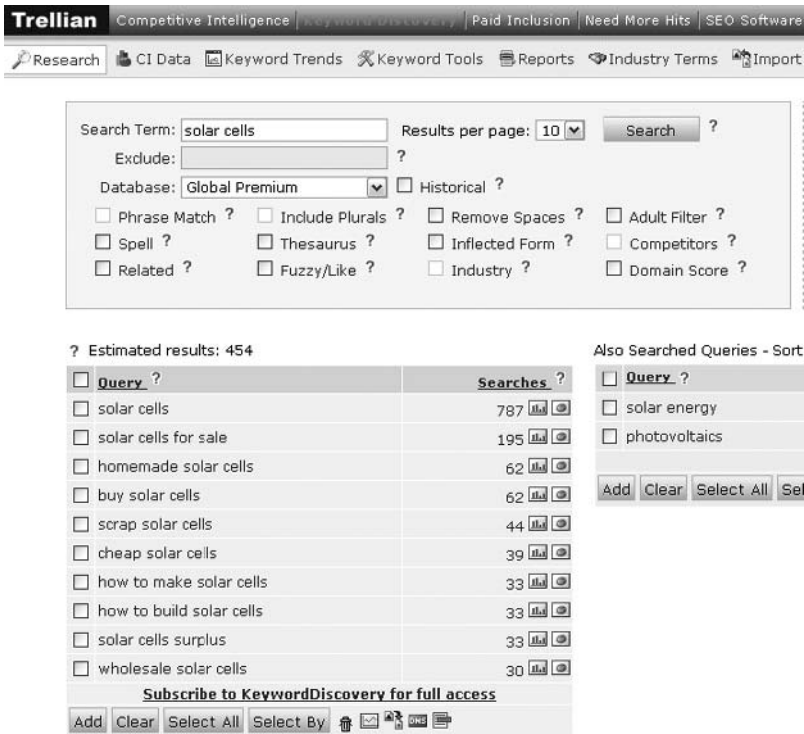 Trellian Competitive Intelligence Keyword Discovery Paid Inclusion Need More Hits SEO Software
Research CI Data Keyword Trends Keyword Tools Reports Industry Terms Import
Search Term: solar cells Results per page: 10 Search ?
Exclude: ?
Database: Global Premium Historical ?
Phrase Match ? Include Plurals ? Remove Spaces ? Adult Filter ?
Spell ? Thesaurus ? Inflected Form ? Competitors ?
Related ? Fuzzy/Like ? Industry ? Domain Score ?
? Estimated results: 454
Query ? Searches ?
solar cells 787
solar cells for sale 195
homemade solar cells 62
buy solar cells 62
scrap solar cells 44
cheap solar cells 39
how to make solar cells 33
how to build solar cells 33
solar cells surplus 33
wholesale solar cells 30
Subscribe to KeywordDiscovery for full access
Add Clear Select All Select By DNS
Also Searched Queries - Sort
Query ?
solar energy
photovoltaics
Add Clear Select All Sel